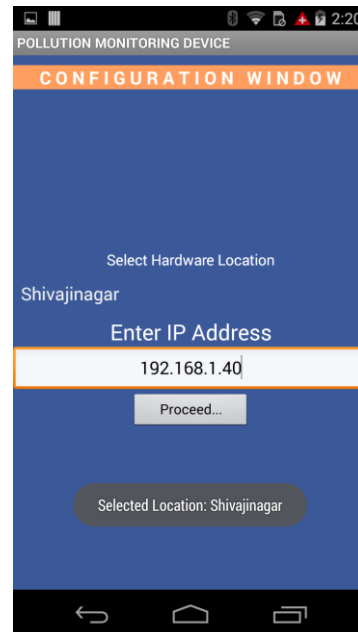 2:20
POLLUTION MONITORING DEVICE
CONFIGURATION WINDOW
Select Hardware Location
Shivajinagar
Enter IP Address
192.168.1.40
Proceed...
Selected Location: Shivajinagar